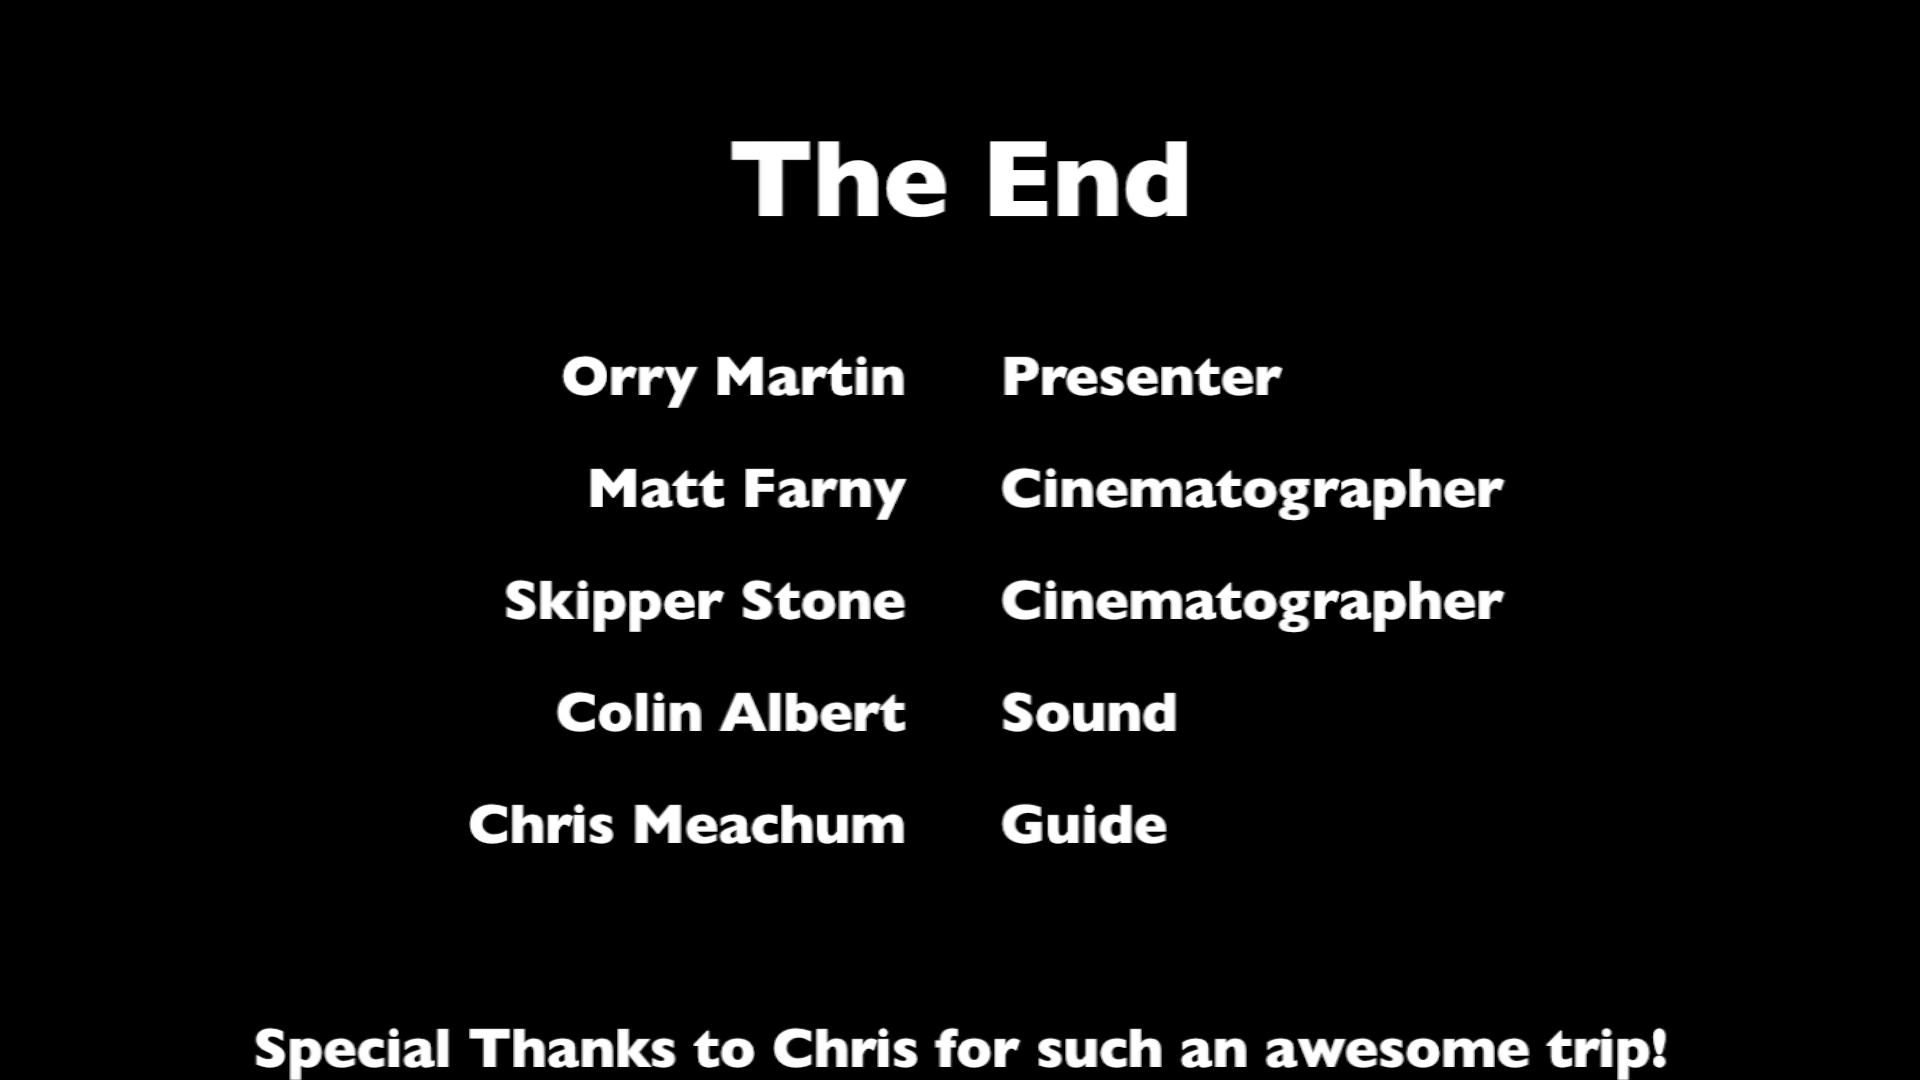 The End
Orry Martin Presenter
Matt Farny Cinematographer
Skipper Stone Cinematographer
Colin Albert Sound
Chris Meachum Guide
Special Thanks to Chris for such an awesome trip!